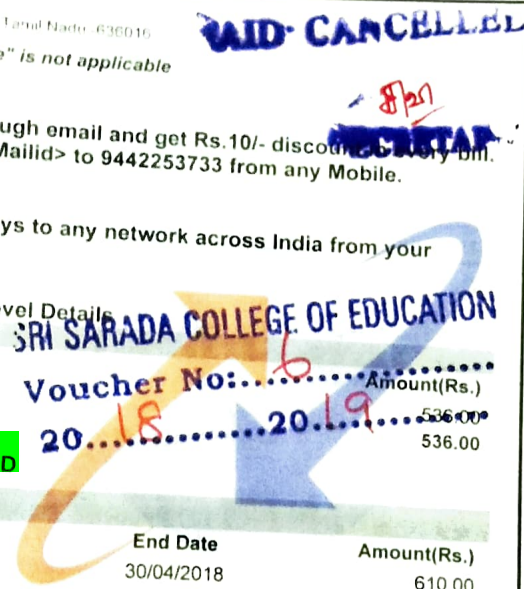 Tamil Nadu -636016
PAID· CANCELLED
e" is not applicable
ugh email and get Rs.10/- discount every bill.
SECRETAR
Mailid> to 9442253733 from any Mobile.
ys to any network across India from your
vel Details
SRI SARADA COLLEGE OF EDUCATION
Voucher No:....6....
Amount(Rs.)
536.00
20...18...20.19...
536.00
D
End Date
Amount(Rs.)
30/04/2018
610.00